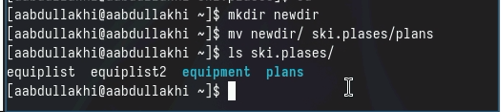 [aabdullakhi@aabdullakhi ~]$ mkdir newdir
[aabdullakhi@aabdullakhi ~]$ mv newdir/ ski.plases/plans
[aabdullakhi@aabdullakhi ~]$ ls ski.plases/
equiplist equiplist2 equipment plans
[aabdullakhi@aabdullakhi ~]$